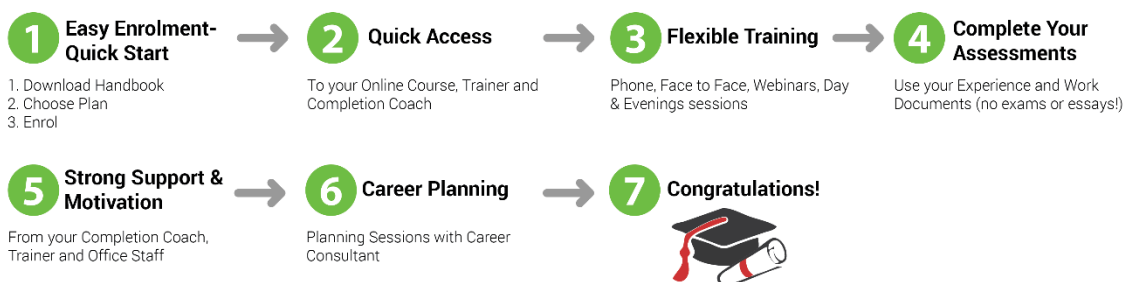 1 Easy Enrolment-
Quick Start
1. Download Handbook
2. Choose Plan
3. Enrol
2 Quick Access
To your Online Course, Trainer and
Completion Coach
3 Flexible Training
Phone, Face to Face, Webinars, Day
& Evenings sessions
4 Complete Your
Assessments
Use your Experience and Work
Documents (no exams or essays!)
5 Strong Support &
Motivation
From your Completion Coach,
Trainer and Office Staff
6 Career Planning
Planning Sessions with Career
Consultant
7 Congratulations!